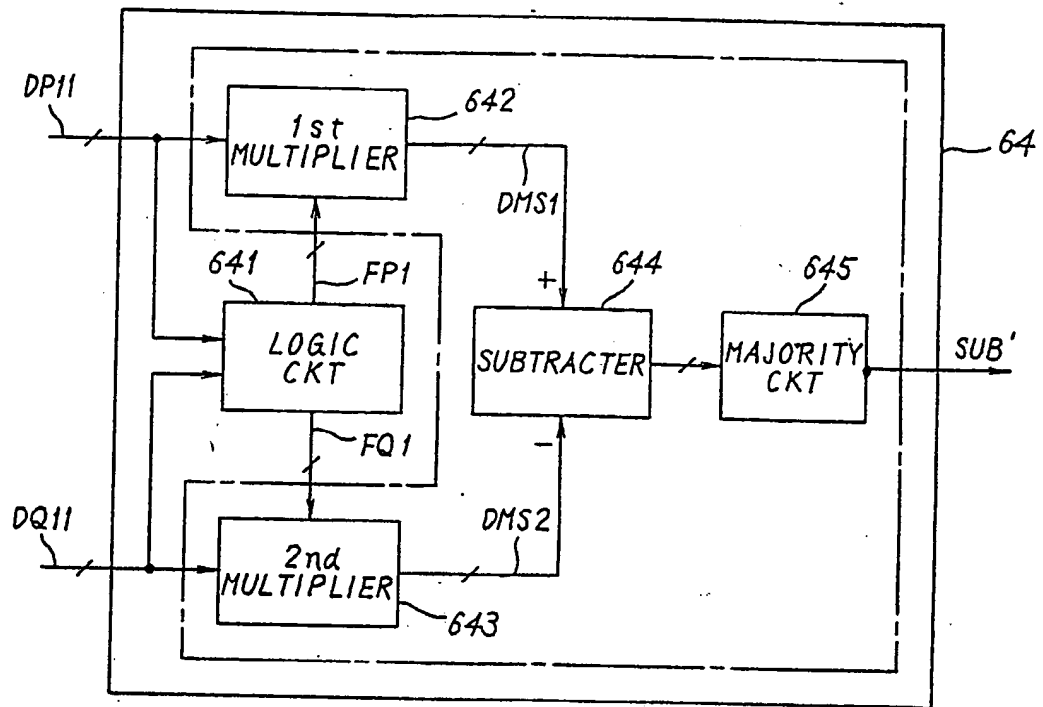 DP11
1st
MULTIPLIER
642
64
DMS1
641
FP1
+
644
645
LOGIC
CKT
SUBTRACTER
MAJORITY
CKT
SUB'
FQ1
-
DQ11
DMS2
2nd
MULTIPLIER
643